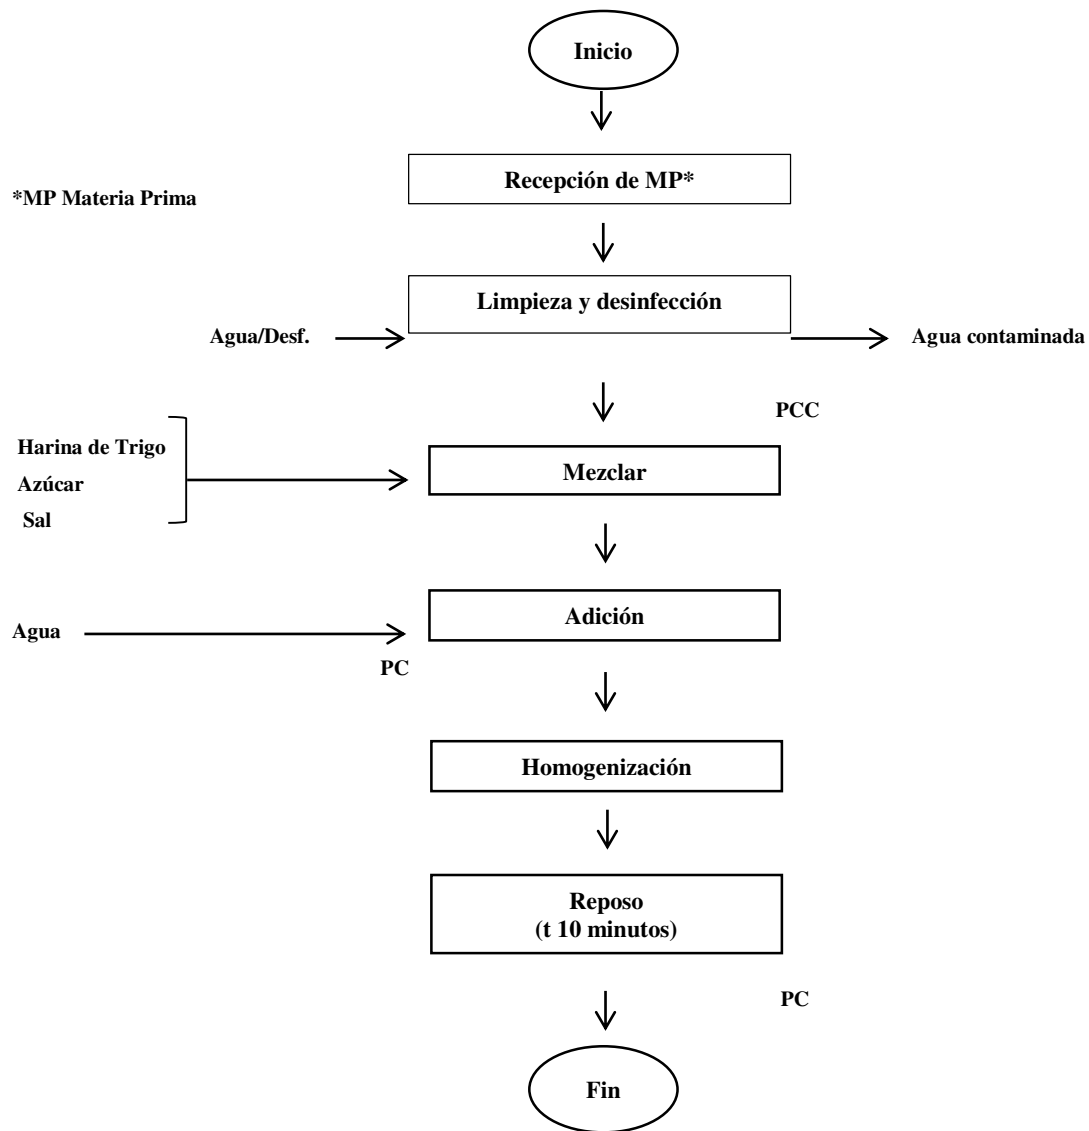 Inicio
Recepción de MP*
*MP Materia Prima
Limpieza y desinfección
Agua/Desf.
Agua contaminada
PCC
Harina de Trigo
Azúcar
Sal
Mezclar
Adición
Agua
PC
Homogenización
Reposo
(t 10 minutos)
PC
Fin